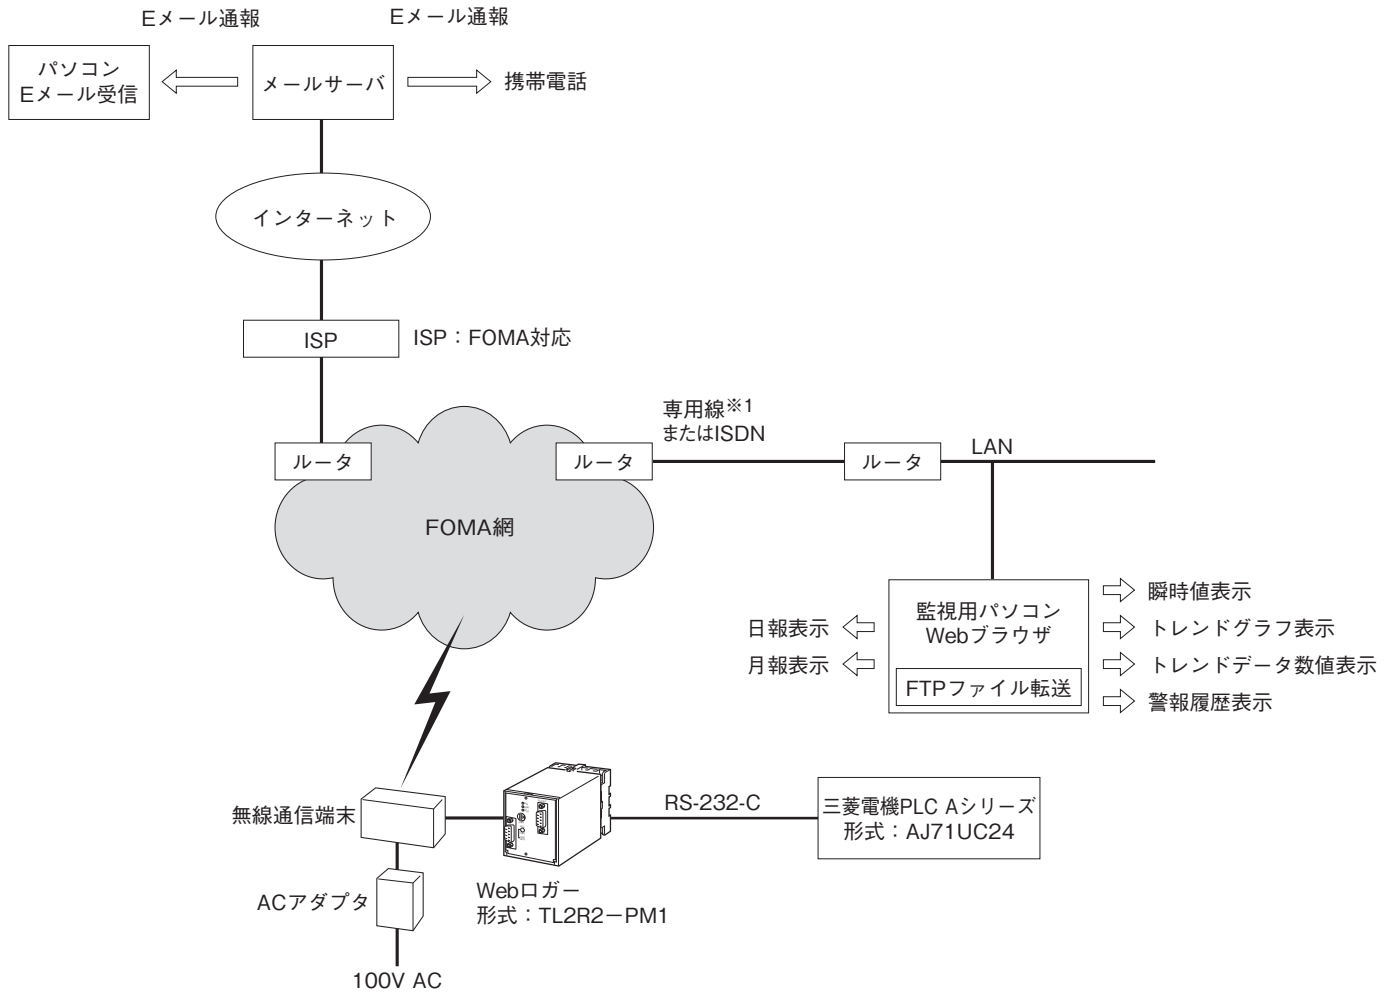 Eメール通報
Eメール通報
パソコン
Eメール受信
メールサーバ
携帯電話
インターネット
ISP
ISP：FOMA対応
専用線※1
またはISDN
ルータ
ルータ
ルータ
LAN
FOMA網
監視用パソコン
Webブラウザ
FTPファイル転送
日報表示
月報表示
瞬時値表示
トレンドグラフ表示
トレンドデータ数値表示
警報履歴表示
無線通信端末
RS-232-C
三菱電機PLC Aシリーズ
形式：AJ71UC24
Webロガー
形式：TL2R2－PM1
ACアダプタ
100V AC